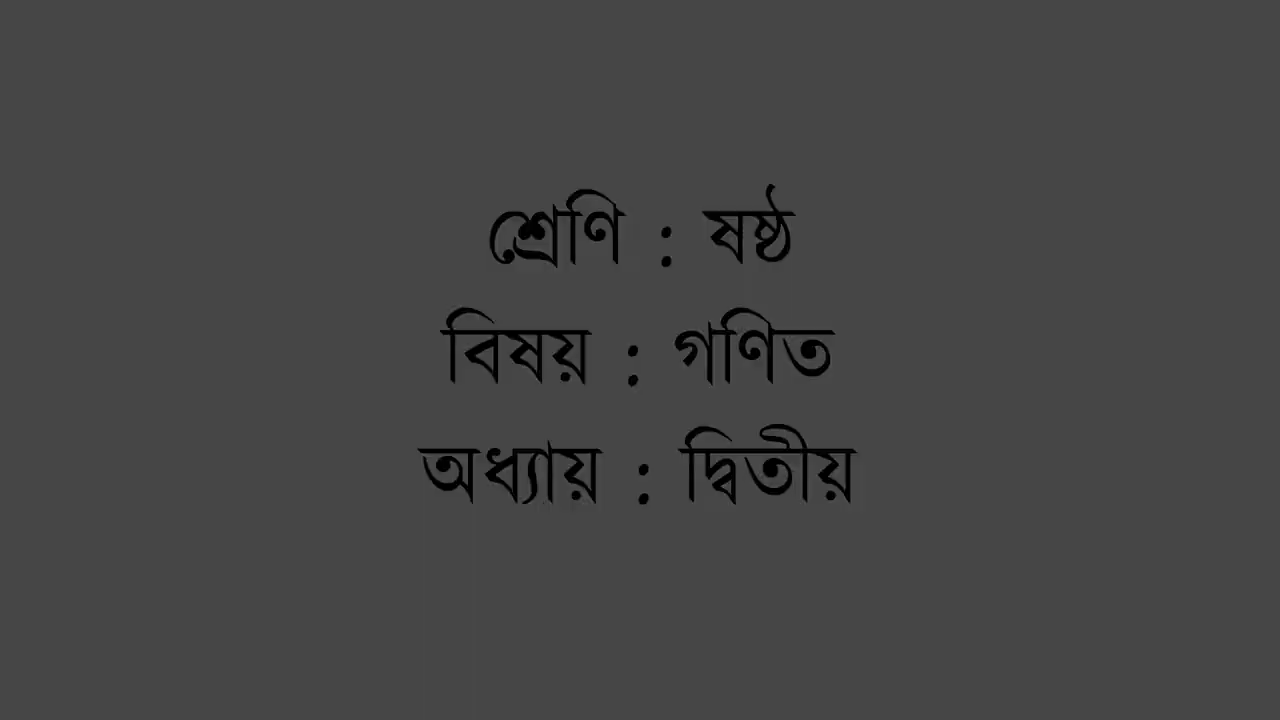 শ্রেণি : ষষ্ঠ
বিষয় : গণিত
অধ্যায় : দ্বিতীয়